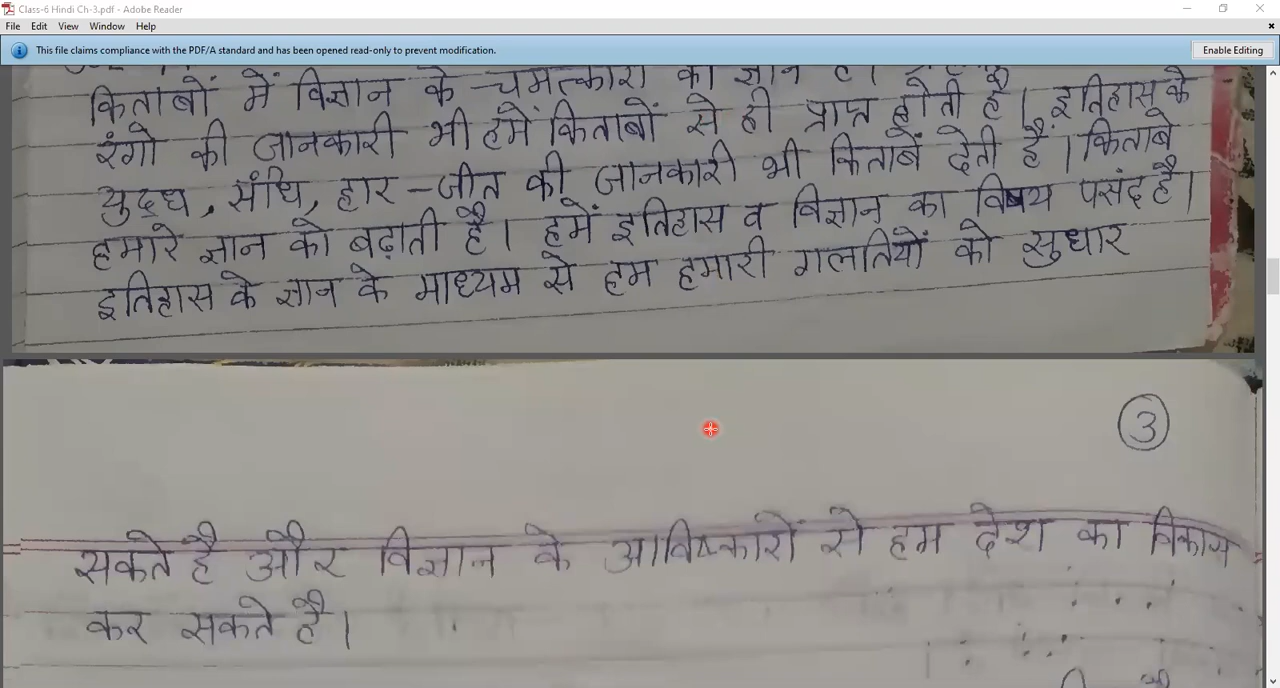 Class-6 Hindi Ch-3.pdf - Adobe Reader
File Edit View Window Help
This file claims compliance with the PDF/A standard and has been opened read-only to prevent modification.
Enable Editing
किताबों में विज्ञान के चमत्कारों का ज्ञान है।
रंगो की जानकारी भी हमें किताबों से ही प्राप्त होती है। इतिहास के
युद्ध, संधि, हार-जीत की जानकारी भी किताबें देती है। किताबे
हमारे ज्ञान को बढ़ाती है। हमें इतिहास व विज्ञान का विषय पसंद है।
इतिहास के ज्ञान के माध्यम से हम हमारी गलतियों को सुधार
3
सकते है और विज्ञान के आविष्कारों से हम देश का विकास
कर सकते है।